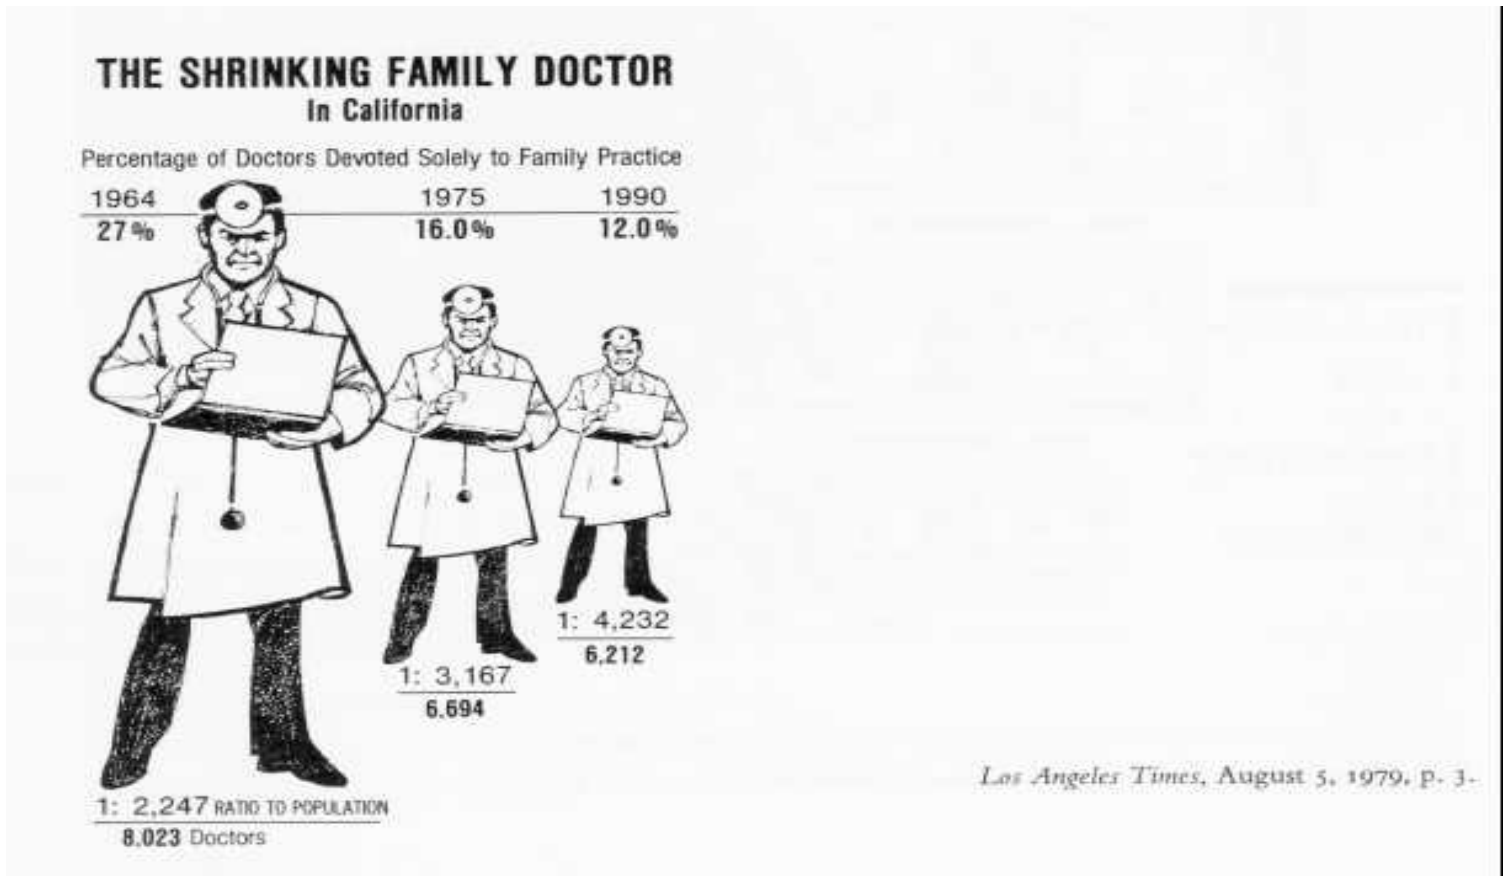 THE SHRINKING FAMILY DOCTOR
In California
Percentage of Doctors Devoted Solely to Family Practice
1964 1975 1990
27% 16.0% 12.0%
1: 4,232
6,212
1: 3,167
6.694
1: 2,247 RATIO TO POPULATION
8.023 Doctors
Los Angeles Times, August 5, 1979, p. 3.